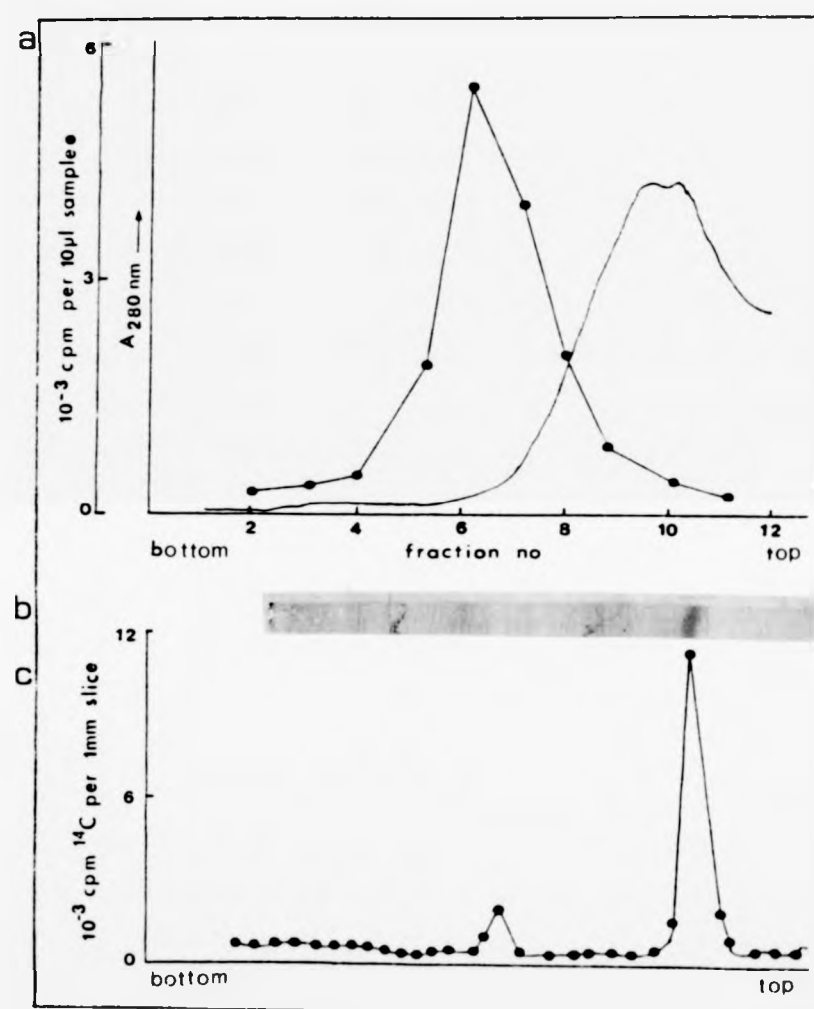 a
6
3
0
10⁻³ cpm per 10µl sample ●
A 280 nm →
2 4 6 8 10 12
bottom fraction no top
b
c
12
6
0
10⁻³ cpm ¹⁴C per 1mm slice
bottom top